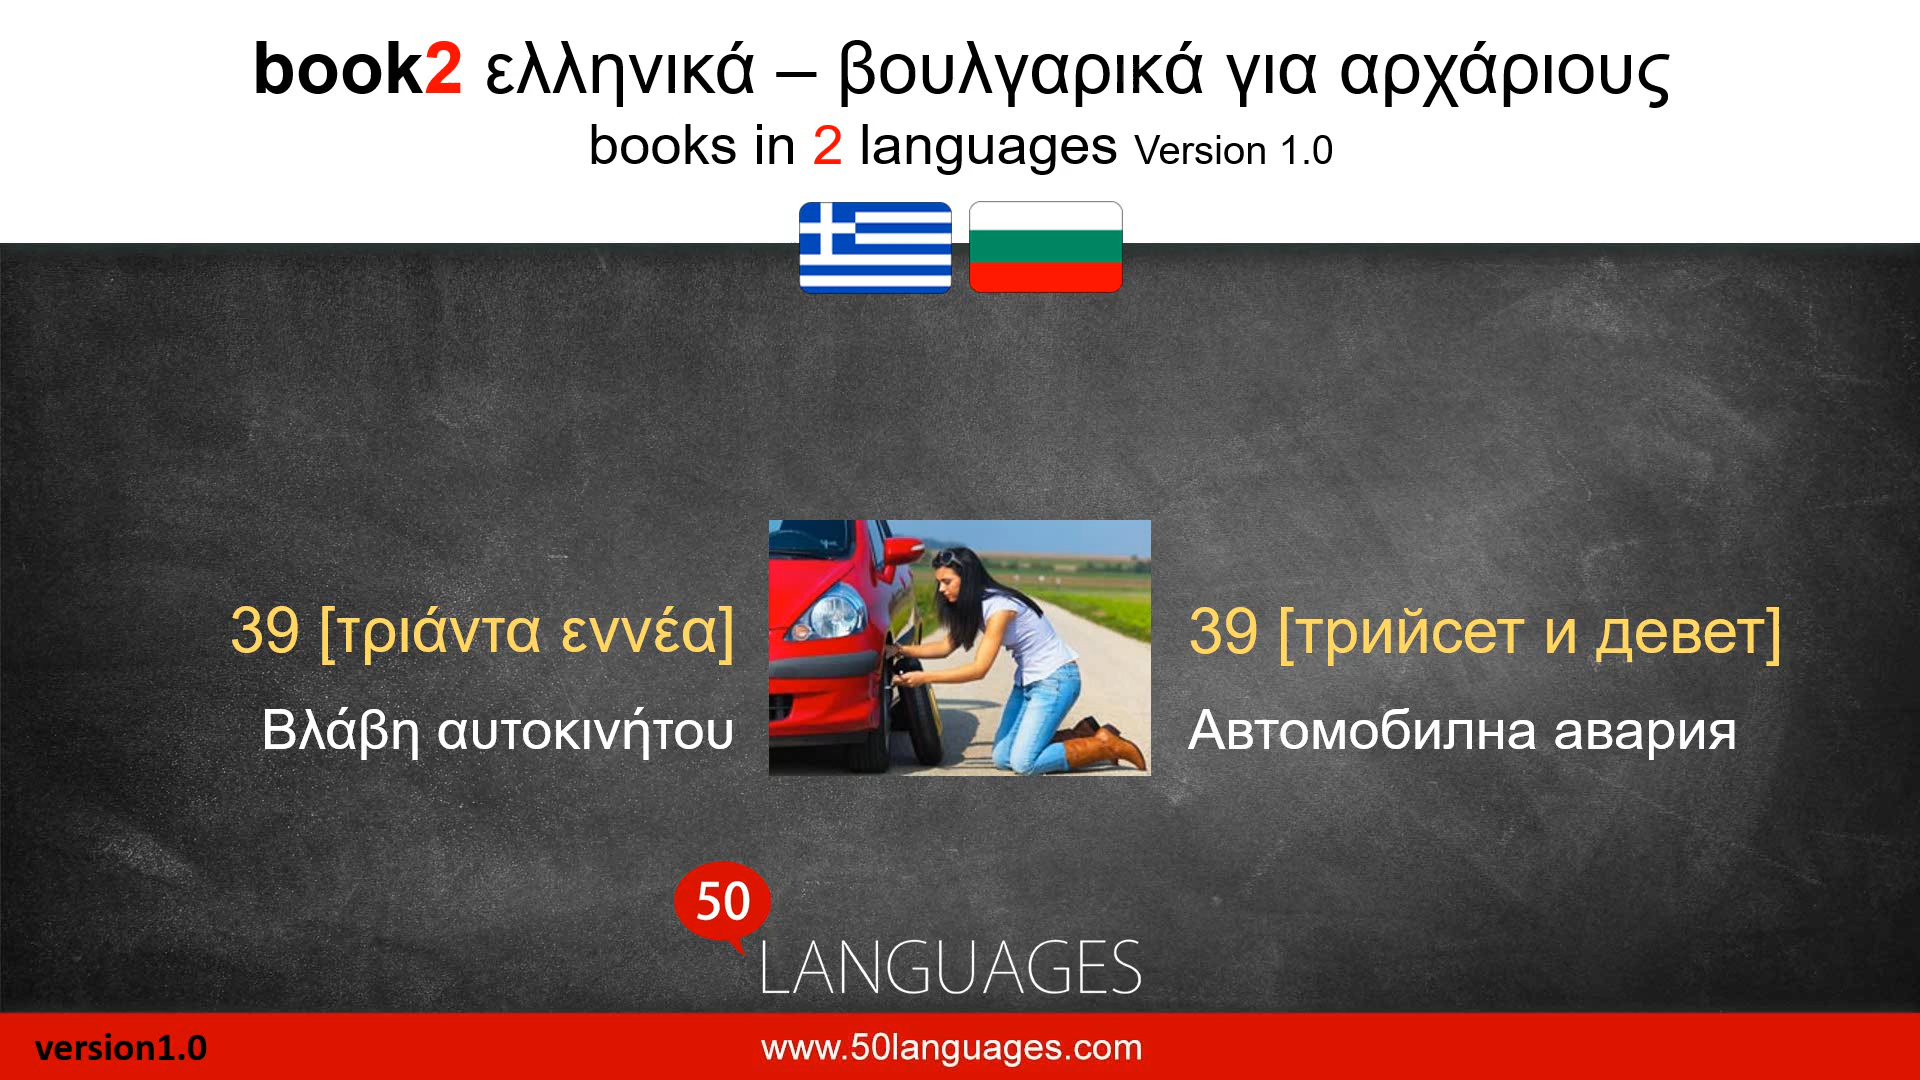 book2 ελληνικά – βουλγαρικά για αρχάριους
books in 2 languages Version 1.0
39 [τριάντα εννέα]
Βλάβη αυτοκινήτου
39 [трийсет и девет]
Автомобилна авария
50
LANGUAGES
version1.0
www.50languages.com